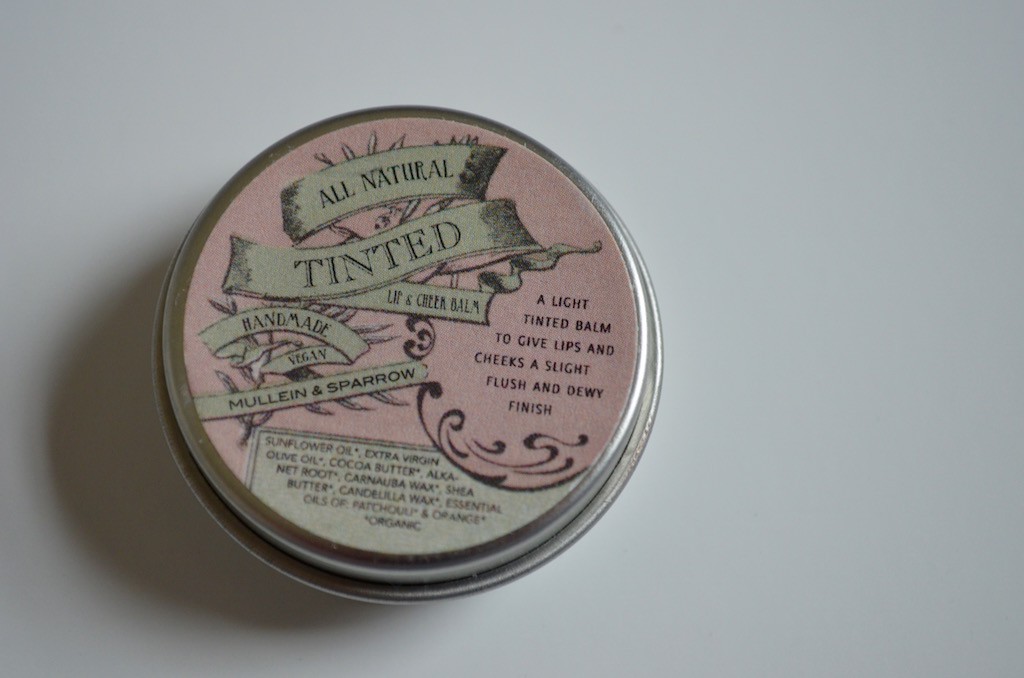 ALL NATURAL
TINTED
LIP & CHEEK BALM
HANDMADE
VEGAN
MULLEIN & SPARROW
A LIGHT
TINTED BALM
TO GIVE LIPS AND
CHEEKS A SLIGHT
FLUSH AND DEWY
FINISH
SUNFLOWER OIL*, EXTRA VIRGIN
OLIVE OIL*, COCOA BUTTER*, ALKA-
NET ROOT*, CARNAUBA WAX*, SHEA
BUTTER*, CANDELILLA WAX*, ESSENTIAL
OILS OF: PATCHOULI* & ORANGE*
*ORGANIC